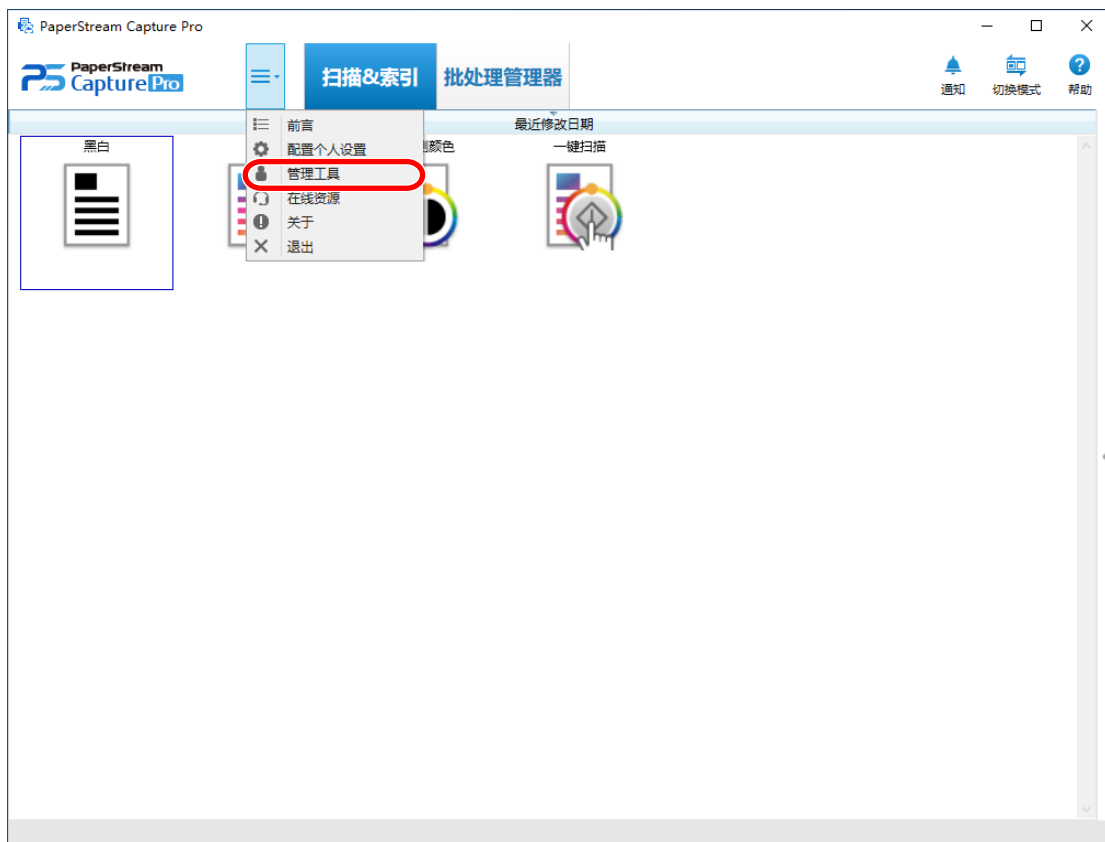 PaperStream Capture Pro
PaperStream
Capture Pro
扫描&索引
批处理管理器
通知
切换模式
帮助
最近修改日期
前言
配置个人设置
管理工具
在线资源
关于
退出
黑白
颜色
一键扫描